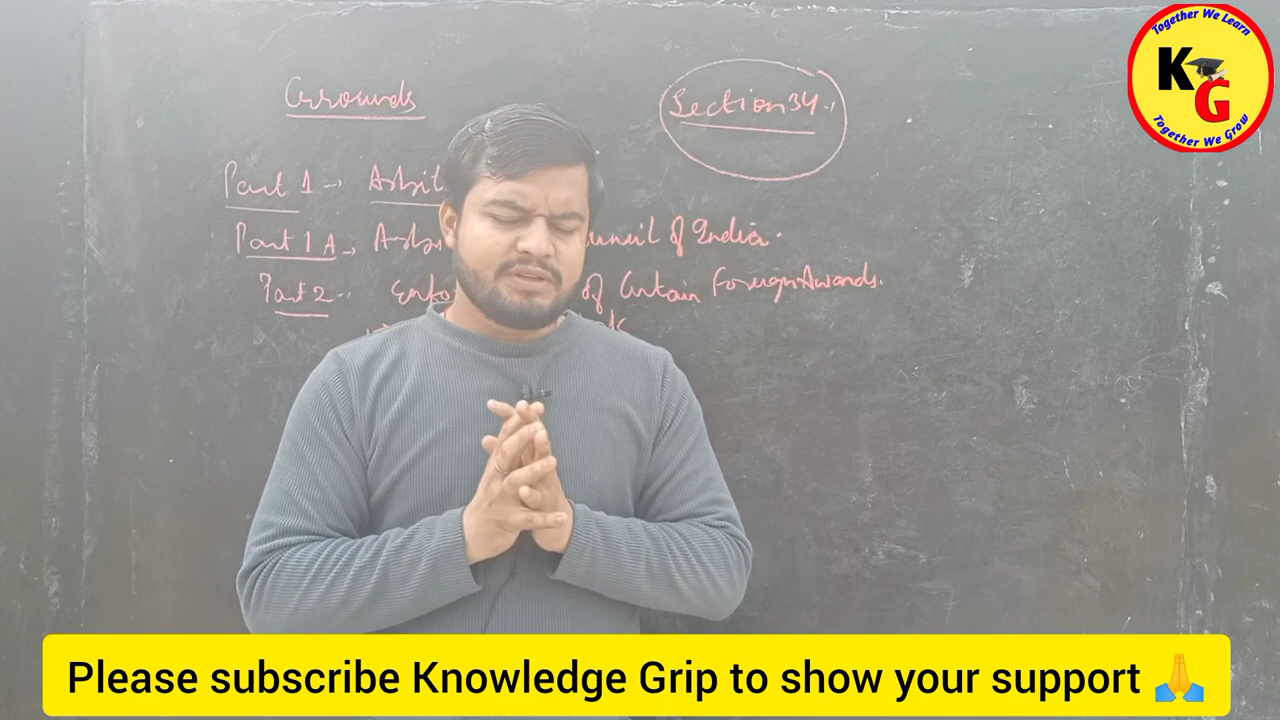 Grounds
Section 34
Part 1 → Arbit
Part 1 A → Arbi uncil of India.
Part 2 Enfo of Certain Foreign Awards.
Together We Learn
KG
Together We Grow
Please subscribe Knowledge Grip to show your support 🙏